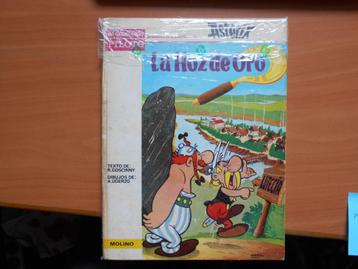 Asterix
La Hoz de Oro
TEXTO DE:
R.GOSCINNY
DIBUJOS DE:
A.UDERZO
MOLINO